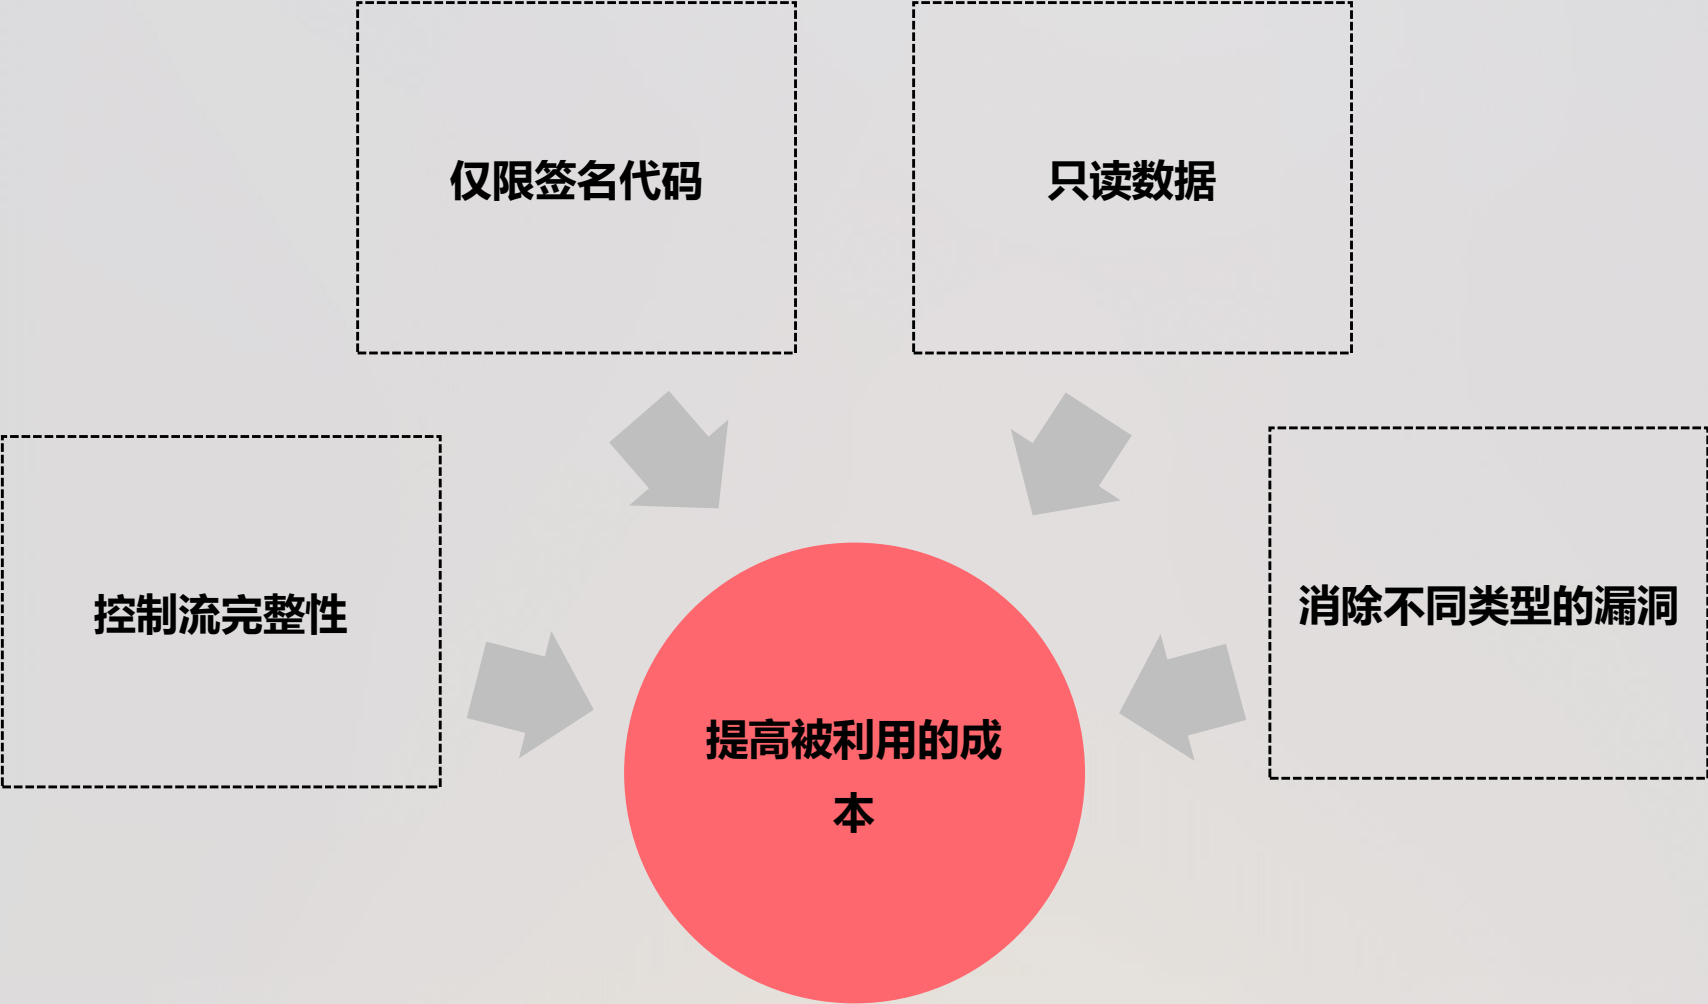 仅限签名代码
只读数据
控制流完整性
消除不同类型的漏洞
提高被利用的成
本